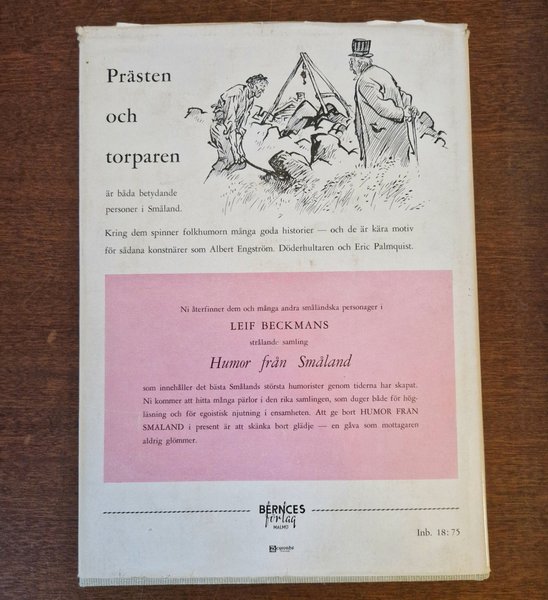 Prästen
och
torparen
är båda betydande
personer i Småland.
Kring dem spinner folkhumorn många goda historier — och de är kära motiv
för sådana konstnärer som Albert Engström. Döderhultaren och Eric Palmquist.
Ni återfinner dem och många andra småländska personager i
LEIF BECKMANS
strålande samling
Humor från Småland
som innehåller det bästa Smålands största humorister genom tiderna har skapat.
Ni kommer att hitta många pärlor i den rika samlingen, som duger både för hög-
läsning och för egoistisk njutning i ensamheten. Att ge bort HUMOR FRÅN
SMÅLAND i present är att skänka bort glädje — en gåva som mottagaren
aldrig glömmer.
BERNCES
förlag
MALMÖ
Inb. 18:75